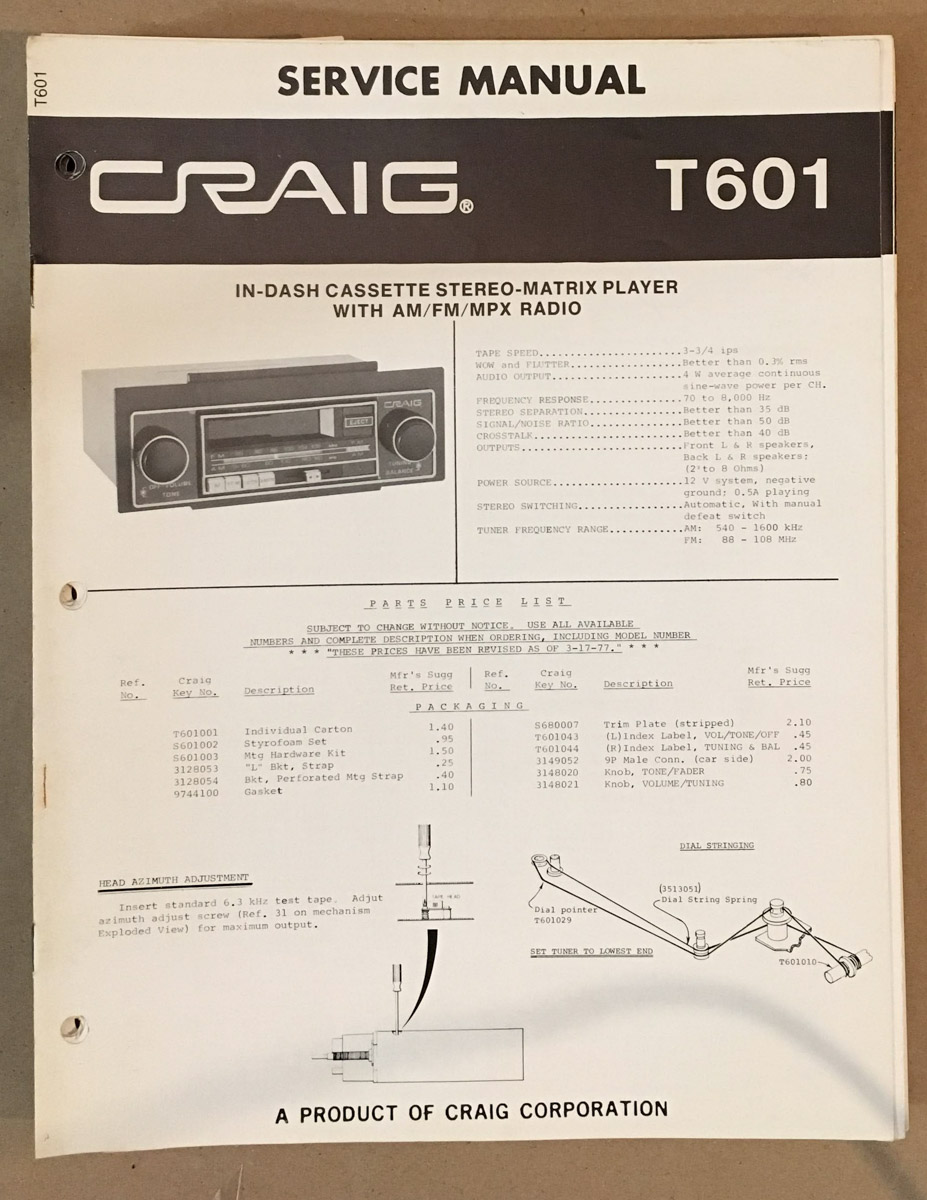 T601
SERVICE MANUAL
CRAIG® T601
IN-DASH CASSETTE STEREO-MATRIX PLAYER
WITH AM/FM/MPX RADIO
CRAIG
EJECT
OFF-VOLUME
TONE
TUNING
BALANCE
TAPE SPEED......................3-3/4 ips
WOW and FLUTTER.................Better than 0.3% rms
AUDIO OUTPUT....................4 W average continuous
sine-wave power per CH.
FREQUENCY RESPONSE..............70 to 8,000 Hz
STEREO SEPARATION...............Better than 35 dB
SIGNAL/NOISE RATIO..............Better than 50 dB
CROSSTALK.......................Better than 40 dB
OUTPUTS.........................Front L & R speakers,
Back L & R speakers;
(2 to 8 Ohms)
POWER SOURCE....................12 V system, negative
ground; 0.5A playing
STEREO SWITCHING................Automatic, With manual
defeat switch
TUNER FREQUENCY RANGE...........AM: 540 - 1600 kHz
FM: 88 - 108 MHz
PARTS PRICE LIST
SUBJECT TO CHANGE WITHOUT NOTICE. USE ALL AVAILABLE
NUMBERS AND COMPLETE DESCRIPTION WHEN ORDERING, INCLUDING MODEL NUMBER
* * * "THESE PRICES HAVE BEEN REVISED AS OF 3-17-77." * * *
Ref. Craig Mfr's Sugg
No. Key No. Description Ret. Price
Ref. Craig Mfr's Sugg
No. Key No. Description Ret. Price
PACKAGING
T601001 Individual Carton 1.40
S601002 Styrofoam Set .95
S601003 Mtg Hardware Kit 1.50
3128053 "L" Bkt, Strap .25
3128054 Bkt, Perforated Mtg Strap .40
9744100 Gasket 1.10
S680007 Trim Plate (stripped) 2.10
T601043 (L)Index Label, VOL/TONE/OFF .45
T601044 (R)Index Label, TUNING & BAL .45
3149052 9P Male Conn. (car side) 2.00
3148020 Knob, TONE/FADER .75
3148021 Knob, VOLUME/TUNING .80
HEAD AZIMUTH ADJUSTMENT
Insert standard 6.3 kHz test tape. Adjut
azimuth adjust screw (Ref. 31 on mechanism
Exploded View) for maximum output.
TAPE HEAD
DIAL STRINGING
(3513051)
Dial String Spring
Dial pointer
T601029
SET TUNER TO LOWEST END
T601010
A PRODUCT OF CRAIG CORPORATION